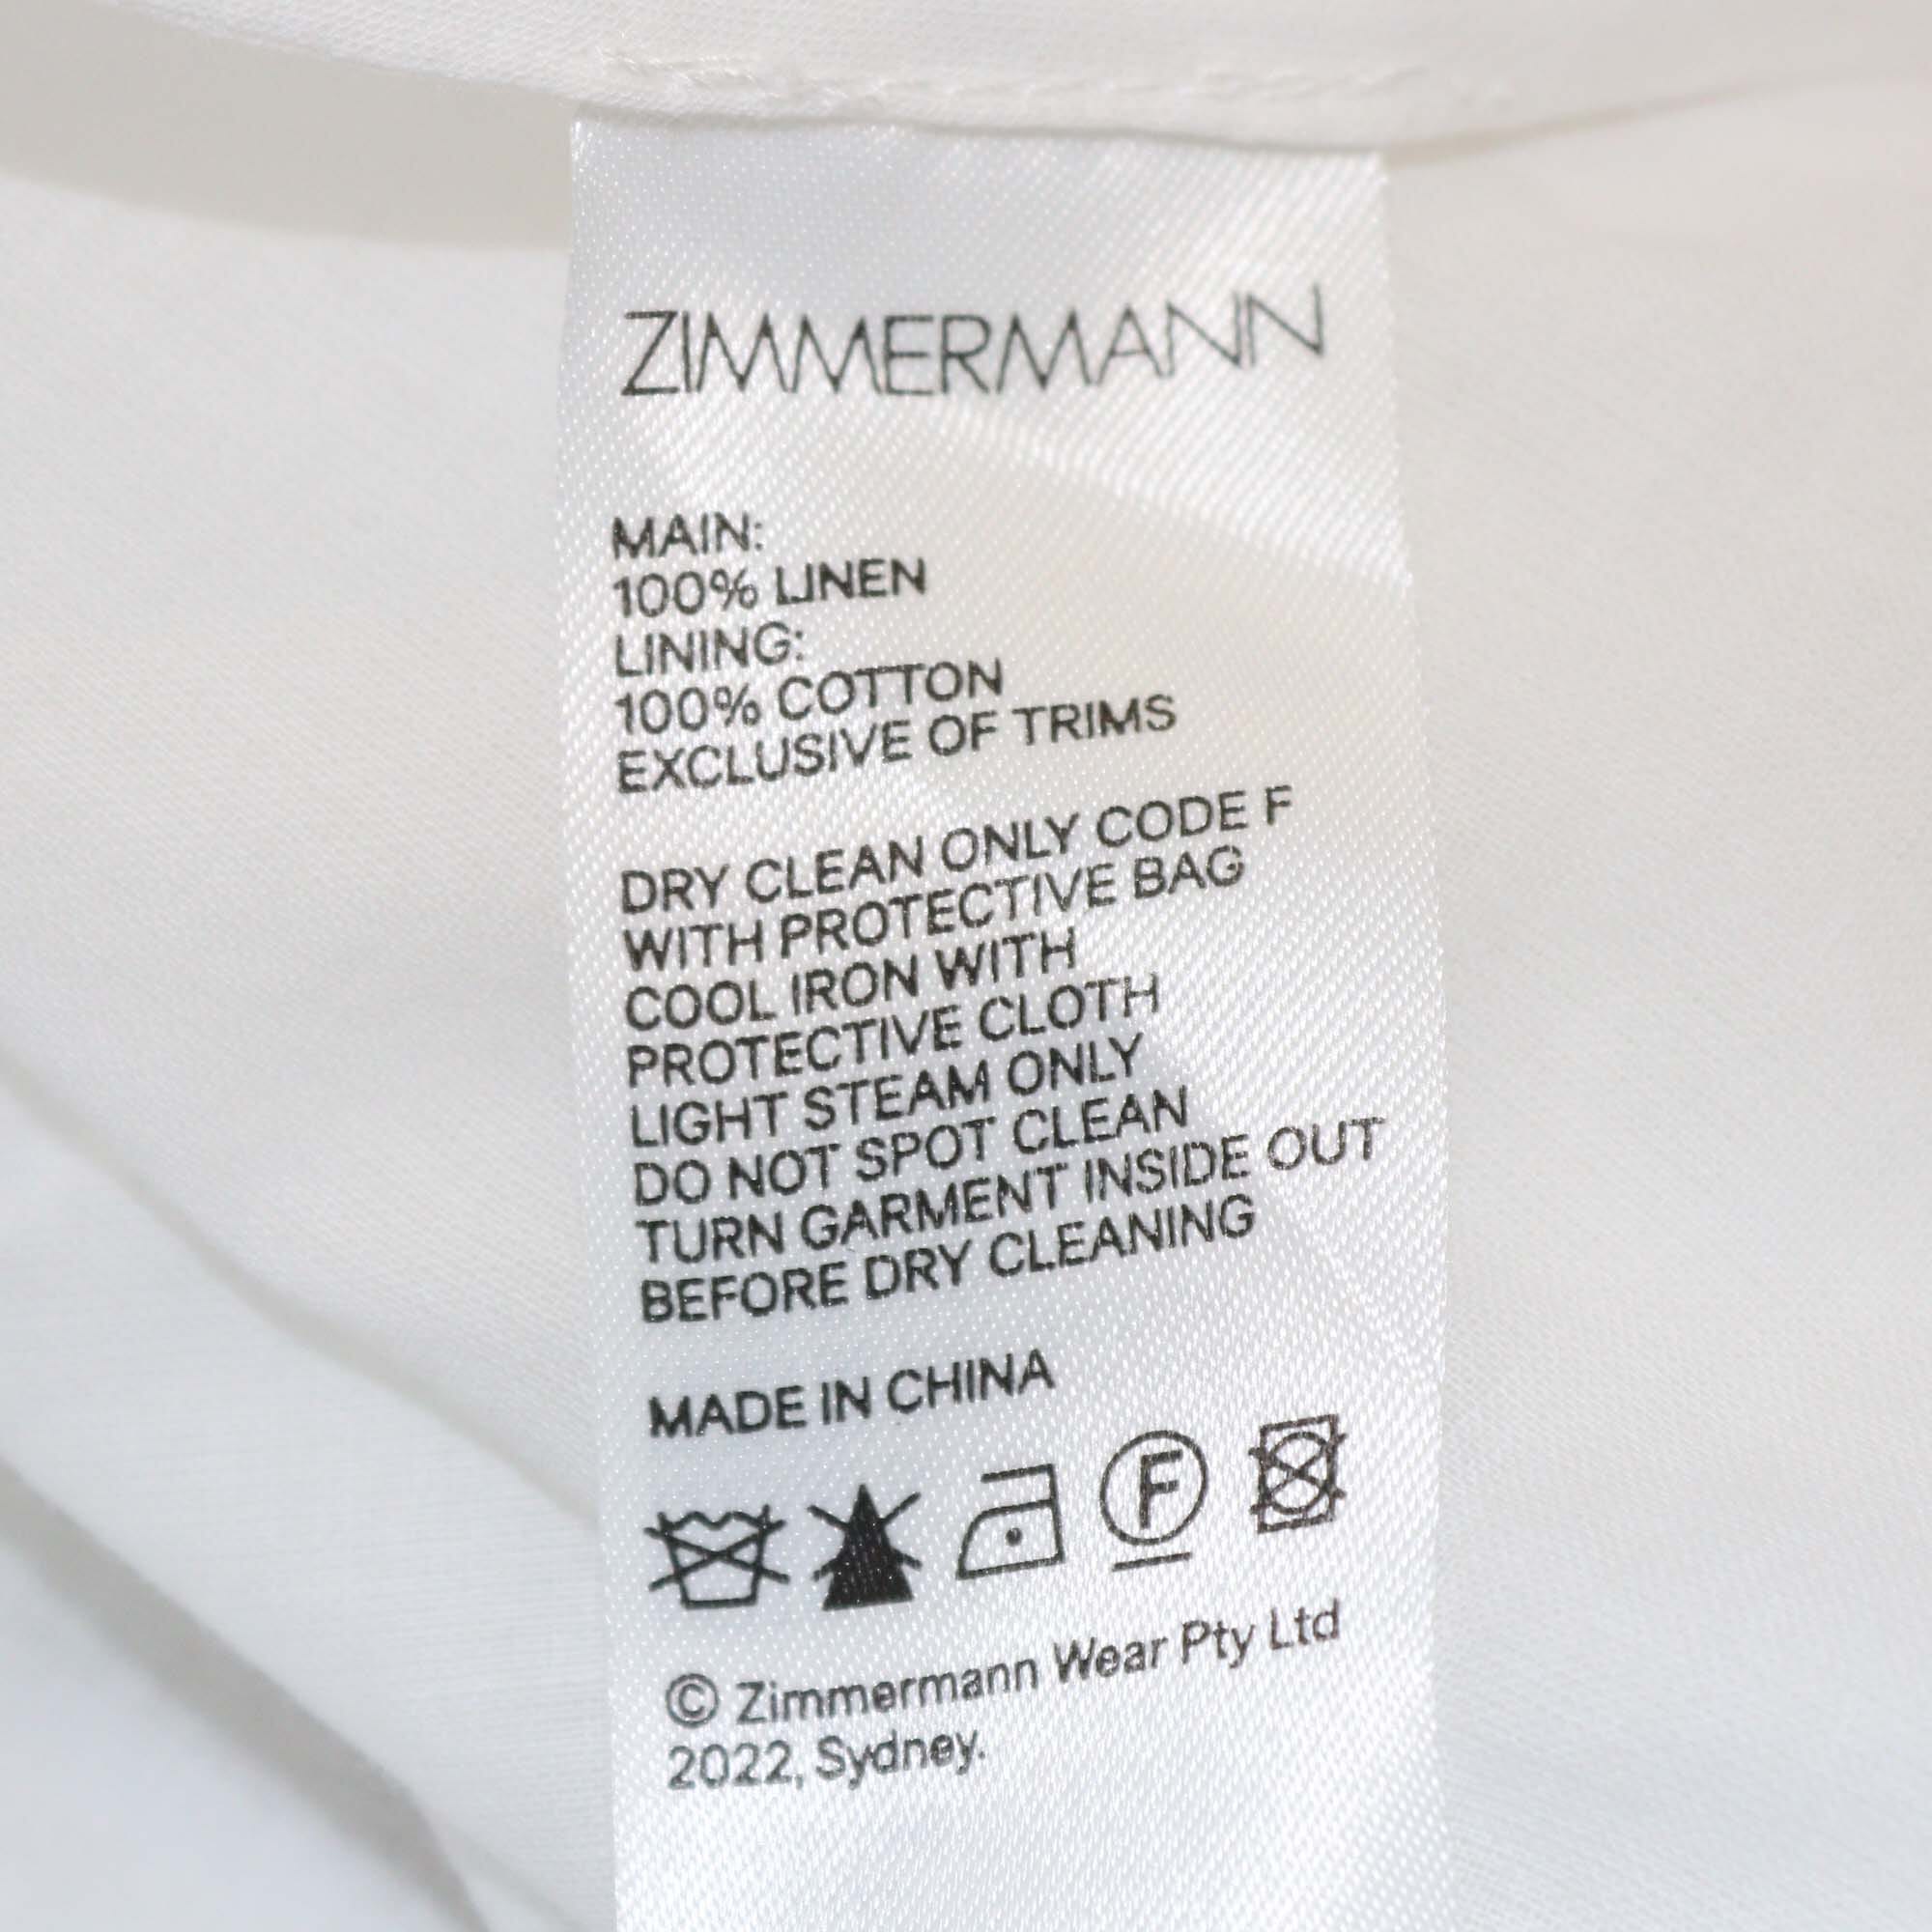 ZIMMERMANN
MAIN:
100% LINEN
LINING:
100% COTTON
EXCLUSIVE OF TRIMS
DRY CLEAN ONLY CODE F
WITH PROTECTIVE BAG
COOL IRON WITH
PROTECTIVE CLOTH
LIGHT STEAM ONLY
DO NOT SPOT CLEAN
TURN GARMENT INSIDE OUT
BEFORE DRY CLEANING
MADE IN CHINA
F
© Zimmermann Wear Pty Ltd
2022, Sydney.